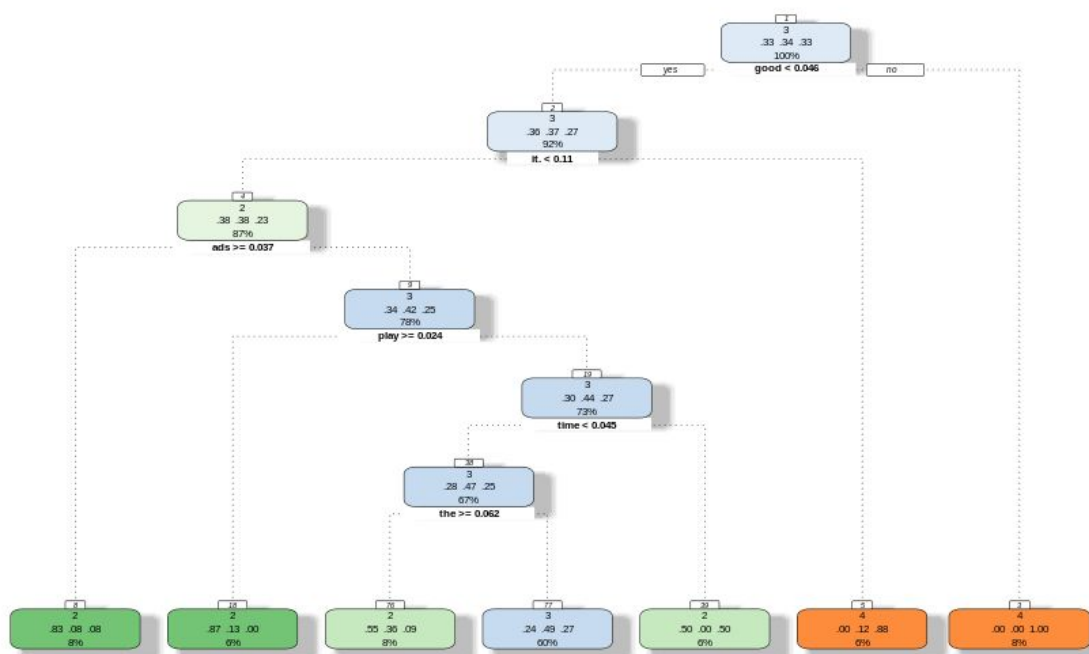 1
3
.33 .34 .33
100%
yes
good < 0.046
no
2
3
.36 .37 .27
92%
it. < 0.11
4
2
.38 .38 .23
87%
ads >= 0.037
9
3
.34 .42 .25
78%
play >= 0.024
19
3
.30 .44 .27
73%
time < 0.045
38
3
.28 .47 .25
67%
the >= 0.062
8
2
.83 .08 .08
8%
18
2
.87 .13 .00
6%
76
2
.55 .36 .09
8%
77
3
.24 .49 .27
60%
39
2
.50 .00 .50
6%
5
4
.00 .12 .88
6%
3
4
.00 .00 1.00
8%